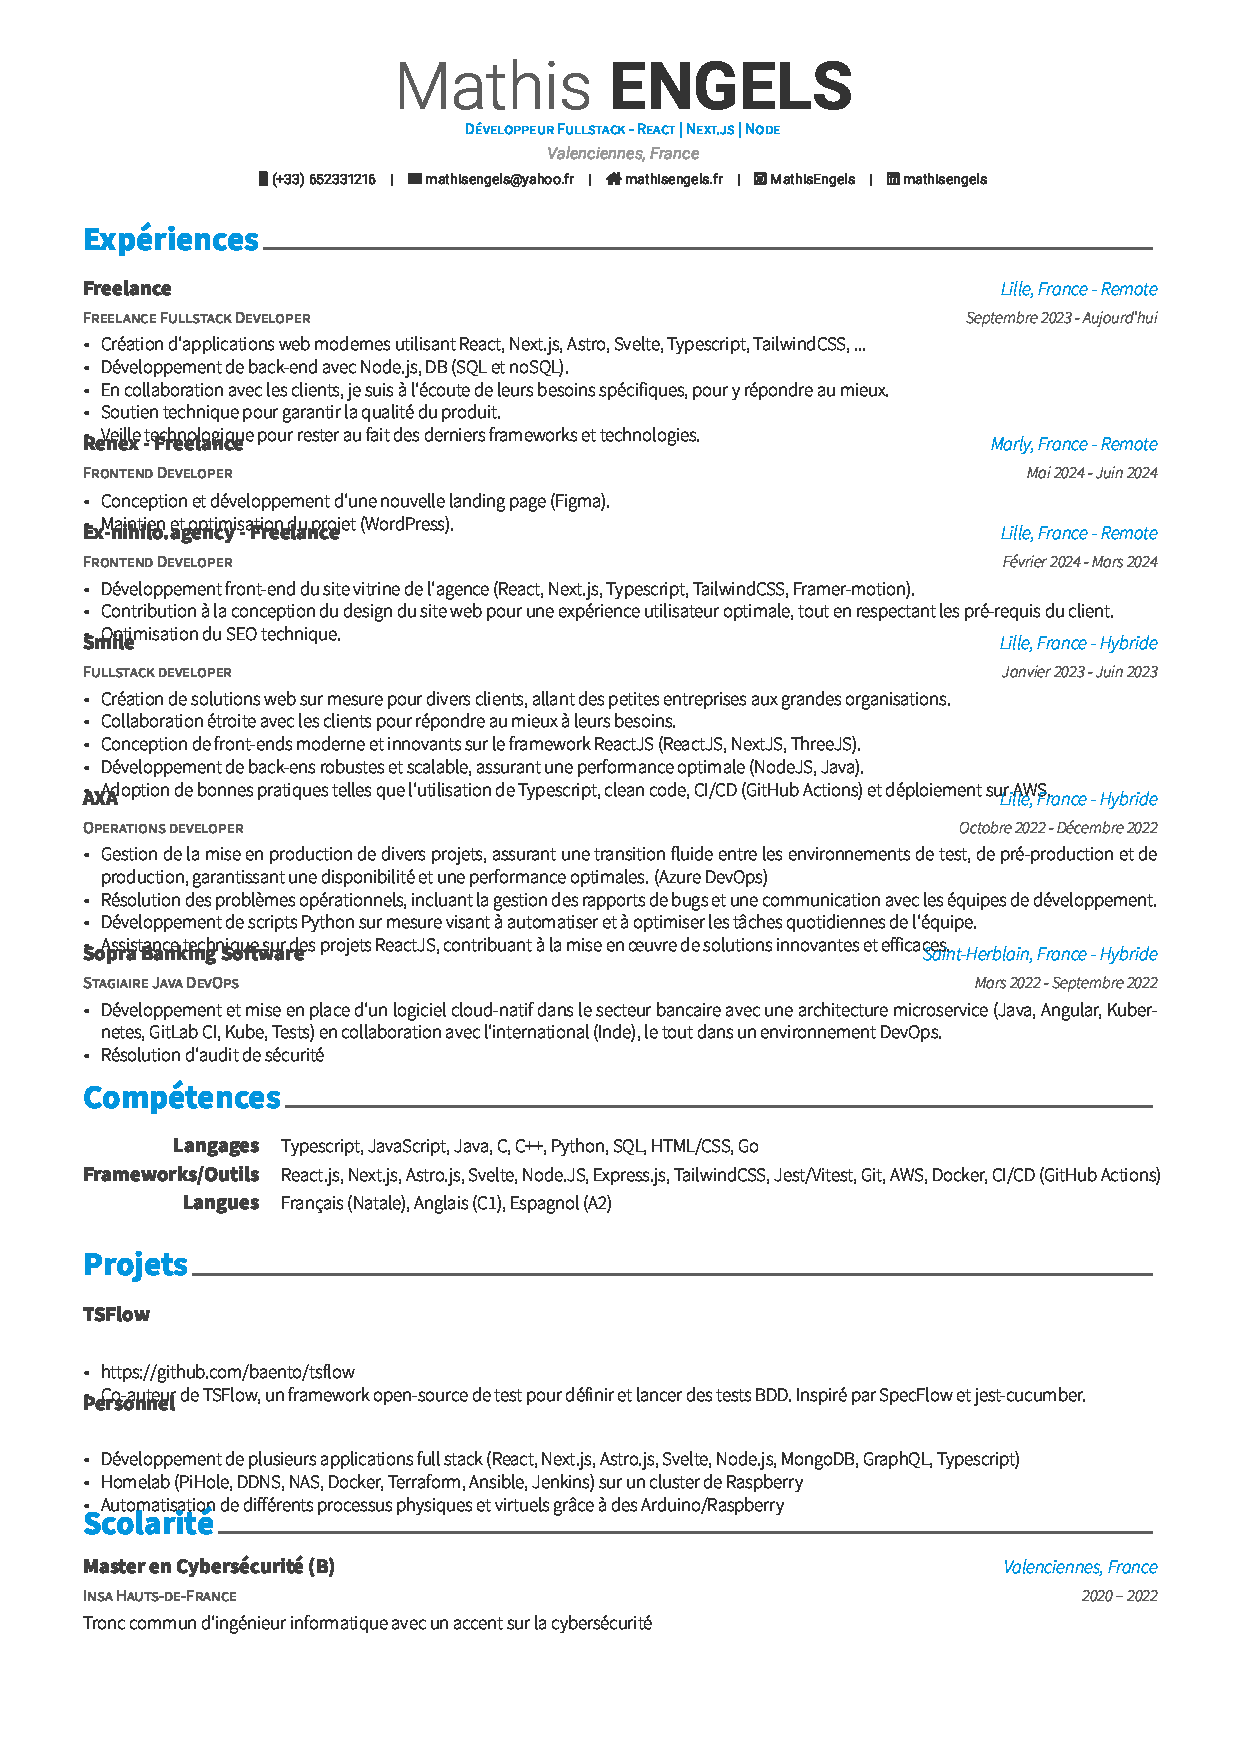 Mathis ENGELS
Développeur Fullstack - React | Next.js | Node
Valenciennes, France
(+33) 652331216 | mathisengels@yahoo.fr | mathisengels.fr | MathisEngels | mathisengels
Expériences
Freelance Lille, France - Remote
Freelance Fullstack Developer Septembre 2023 - Aujourd'hui
• Création d'applications web modernes utilisant React, Next.js, Astro, Svelte, Typescript, TailwindCSS, ...
• Développement de back-end avec Node.js, DB (SQL et noSQL).
• En collaboration avec les clients, je suis à l'écoute de leurs besoins spécifiques, pour y répondre au mieux.
• Soutien technique pour garantir la qualité du produit.
• Veille technologique pour rester au fait des derniers frameworks et technologies.
Renex - Freelance Marly, France - Remote
Frontend Developer Mai 2024 - Juin 2024
• Conception et développement d'une nouvelle landing page (Figma).
• Maintien et optimisation du projet (WordPress).
Ex-nihilo.agency - Freelance Lille, France - Remote
Frontend Developer Février 2024 - Mars 2024
• Développement front-end du site vitrine de l'agence (React, Next.js, Typescript, TailwindCSS, Framer-motion).
• Contribution à la conception du design du site web pour une expérience utilisateur optimale, tout en respectant les pré-requis du client.
• Optimisation du SEO technique.
Smile Lille, France - Hybride
Fullstack developer Janvier 2023 - Juin 2023
• Création de solutions web sur mesure pour divers clients, allant des petites entreprises aux grandes organisations.
• Collaboration étroite avec les clients pour répondre au mieux à leurs besoins.
• Conception de front-ends moderne et innovants sur le framework ReactJS (ReactJS, NextJS, ThreeJS).
• Développement de back-ens robustes et scalable, assurant une performance optimale (NodeJS, Java).
• Adoption de bonnes pratiques telles que l'utilisation de Typescript, clean code, CI/CD (GitHub Actions) et déploiement sur AWS.
AXA Lille, France - Hybride
Operations developer Octobre 2022 - Décembre 2022
• Gestion de la mise en production de divers projets, assurant une transition fluide entre les environnements de test, de pré-production et de
production, garantissant une disponibilité et une performance optimales. (Azure DevOps)
• Résolution des problèmes opérationnels, incluant la gestion des rapports de bugs et une communication avec les équipes de développement.
• Développement de scripts Python sur mesure visant à automatiser et à optimiser les tâches quotidiennes de l'équipe.
• Assistance technique sur des projets ReactJS, contribuant à la mise en œuvre de solutions innovantes et efficaces.
Sopra Banking Software Saint-Herblain, France - Hybride
Stagiaire Java DevOps Mars 2022 - Septembre 2022
• Développement et mise en place d'un logiciel cloud-natif dans le secteur bancaire avec une architecture microservice (Java, Angular, Kuber-
netes, GitLab CI, Kube, Tests) en collaboration avec l'international (Inde), le tout dans un environnement DevOps.
• Résolution d'audit de sécurité
Compétences
Langages Typescript, JavaScript, Java, C, C++, Python, SQL, HTML/CSS, Go
Frameworks/Outils React.js, Next.js, Astro.js, Svelte, Node.JS, Express.js, TailwindCSS, Jest/Vitest, Git, AWS, Docker, CI/CD (GitHub Actions)
Langues Français (Natale), Anglais (C1), Espagnol (A2)
Projets
TSFlow
• https://github.com/baento/tsflow
• Co-auteur de TSFlow, un framework open-source de test pour définir et lancer des tests BDD. Inspiré par SpecFlow et jest-cucumber.
Personnel
• Développement de plusieurs applications full stack (React, Next.js, Astro.js, Svelte, Node.js, MongoDB, GraphQL, Typescript)
• Homelab (PiHole, DDNS, NAS, Docker, Terraform, Ansible, Jenkins) sur un cluster de Raspberry
• Automatisation de différents processus physiques et virtuels grâce à des Arduino/Raspberry
Scolarité
Master en Cybersécurité (B) Valenciennes, France
Insa Hauts-de-France 2020 – 2022
Tronc commun d'ingénieur informatique avec un accent sur la cybersécurité